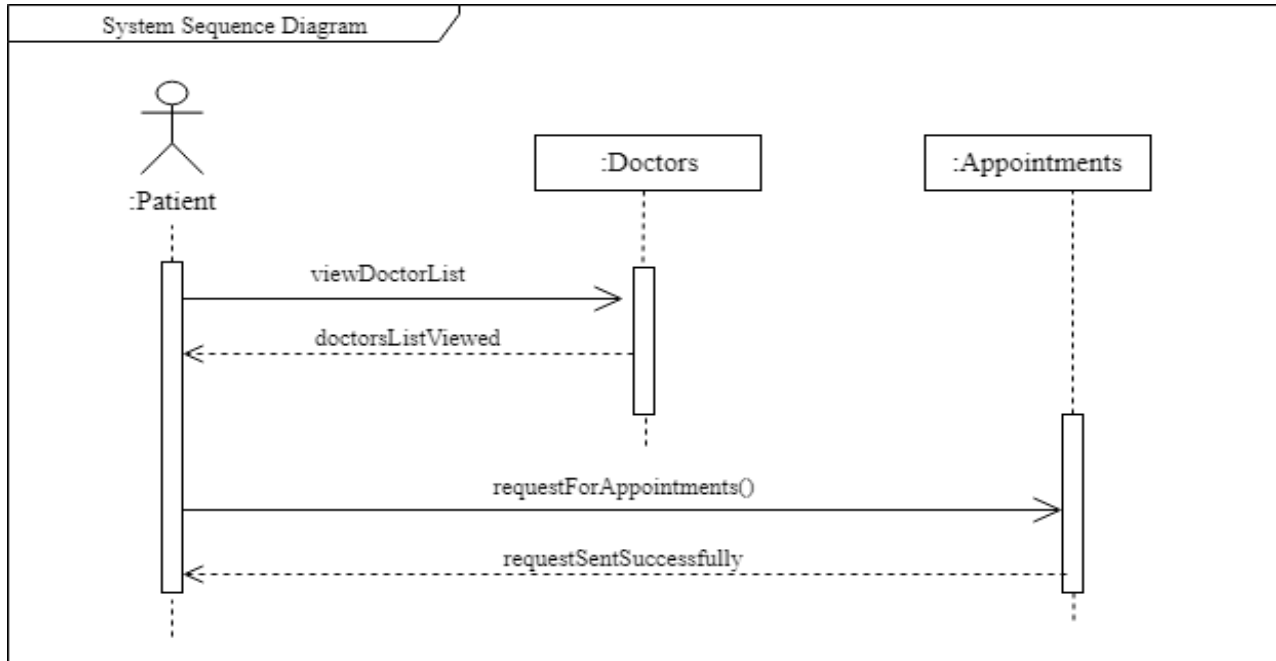 System Sequence Diagram
:Patient
:Doctors
:Appointments
viewDoctorList
doctorsListViewed
requestForAppointments()
requestSentSuccessfully